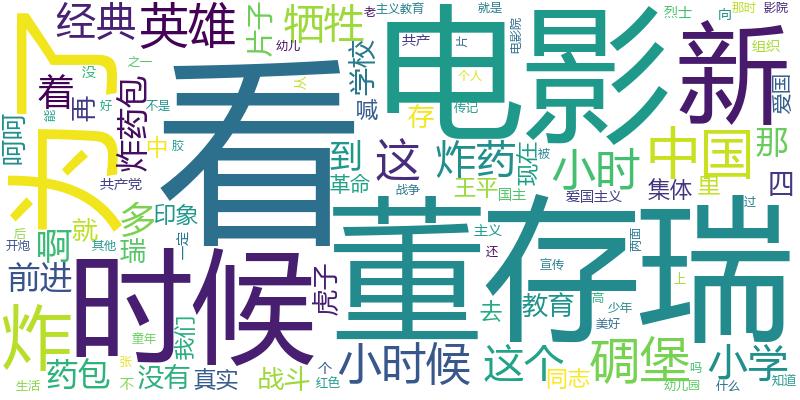 为了
经典
英雄
片子
牺牲
老
主义教育
就是
电影院
幼儿
共产
电影
新
烈士
向
那时
影院
组织
爱国
着
没
之一
好
能
再
炸药包
不是
呵呵
中
胶
看
从
喊
学校
个人
传记
存
中国
那
共产党
到
革命
这
战争
炸药
王平
国主
现在
被
小时
爱国主义
集体
里
四
后
开炮
啊
就
其他
多
瑞
印象
一定
时候
董存瑞
主义
还
宣传
两面
过
上
前进
虎子
去
教育
高
少年
美好
炸
药包
童年
张
不
没有
我们
真实
生活
战斗
个
红色
小时候
这个
同志
碉堡
吗
幼儿园
什么
小学
知道